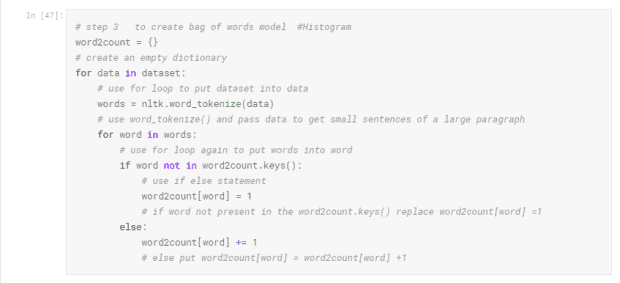 In [47]:
# step 3   to create bag of words model  #Histogram
word2count = {}
# create an empty dictionary
for data in dataset:
    # use for loop to put dataset into data
    words = nltk.word_tokenize(data)
    # use word_tokenize() and pass data to get small sentences of a large paragraph
    for word in words:
        # use for loop again to put words into word
        if word not in word2count.keys():
            # use if else statement
            word2count[word] = 1
            # if word not present in the word2count.keys() replace word2count[word] =1
        else:
            word2count[word] += 1
            # else put word2count[word] = word2count[word] +1